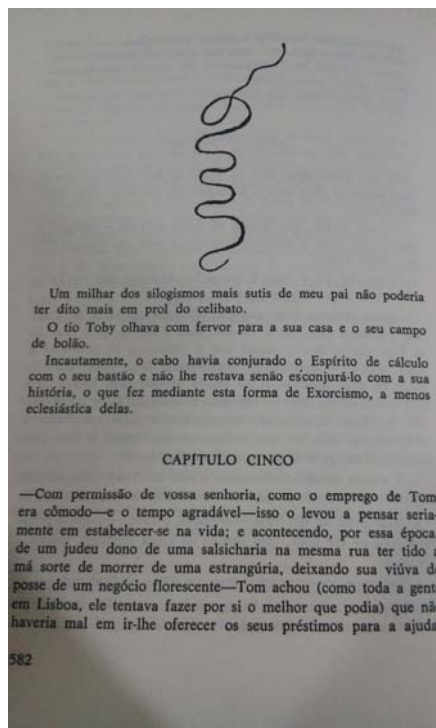 Um milhar dos silogismos mais sutis de meu pai não poderia
ter dito mais em prol do celibato.
O tio Toby olhava com fervor para a sua casa e o seu campo
de bolão.
Incautamente, o cabo havia conjurado o Espírito de cálculo
com o seu bastão e não lhe restava senão esconjurá-lo com a sua
história, o que fez mediante esta forma de Exorcismo, a menos
eclesiástica delas.
CAPÍTULO CINCO
—Com permissão de vossa senhoria, como o emprego de Tom
era cômodo—e o tempo agradável—isso o levou a pensar seria-
mente em estabelecer-se na vida; e acontecendo, por essa época,
de um judeu dono de uma salsicharia na mesma rua ter tido a
má sorte de morrer de uma estrangúria, deixando sua viúva de
posse de um negócio florescente—Tom achou (como toda a gent
em Lisboa, ele tentava fazer por si o melhor que podia) que nã
haveria mal em ir-lhe oferecer os seus préstimos para a ajuda
582